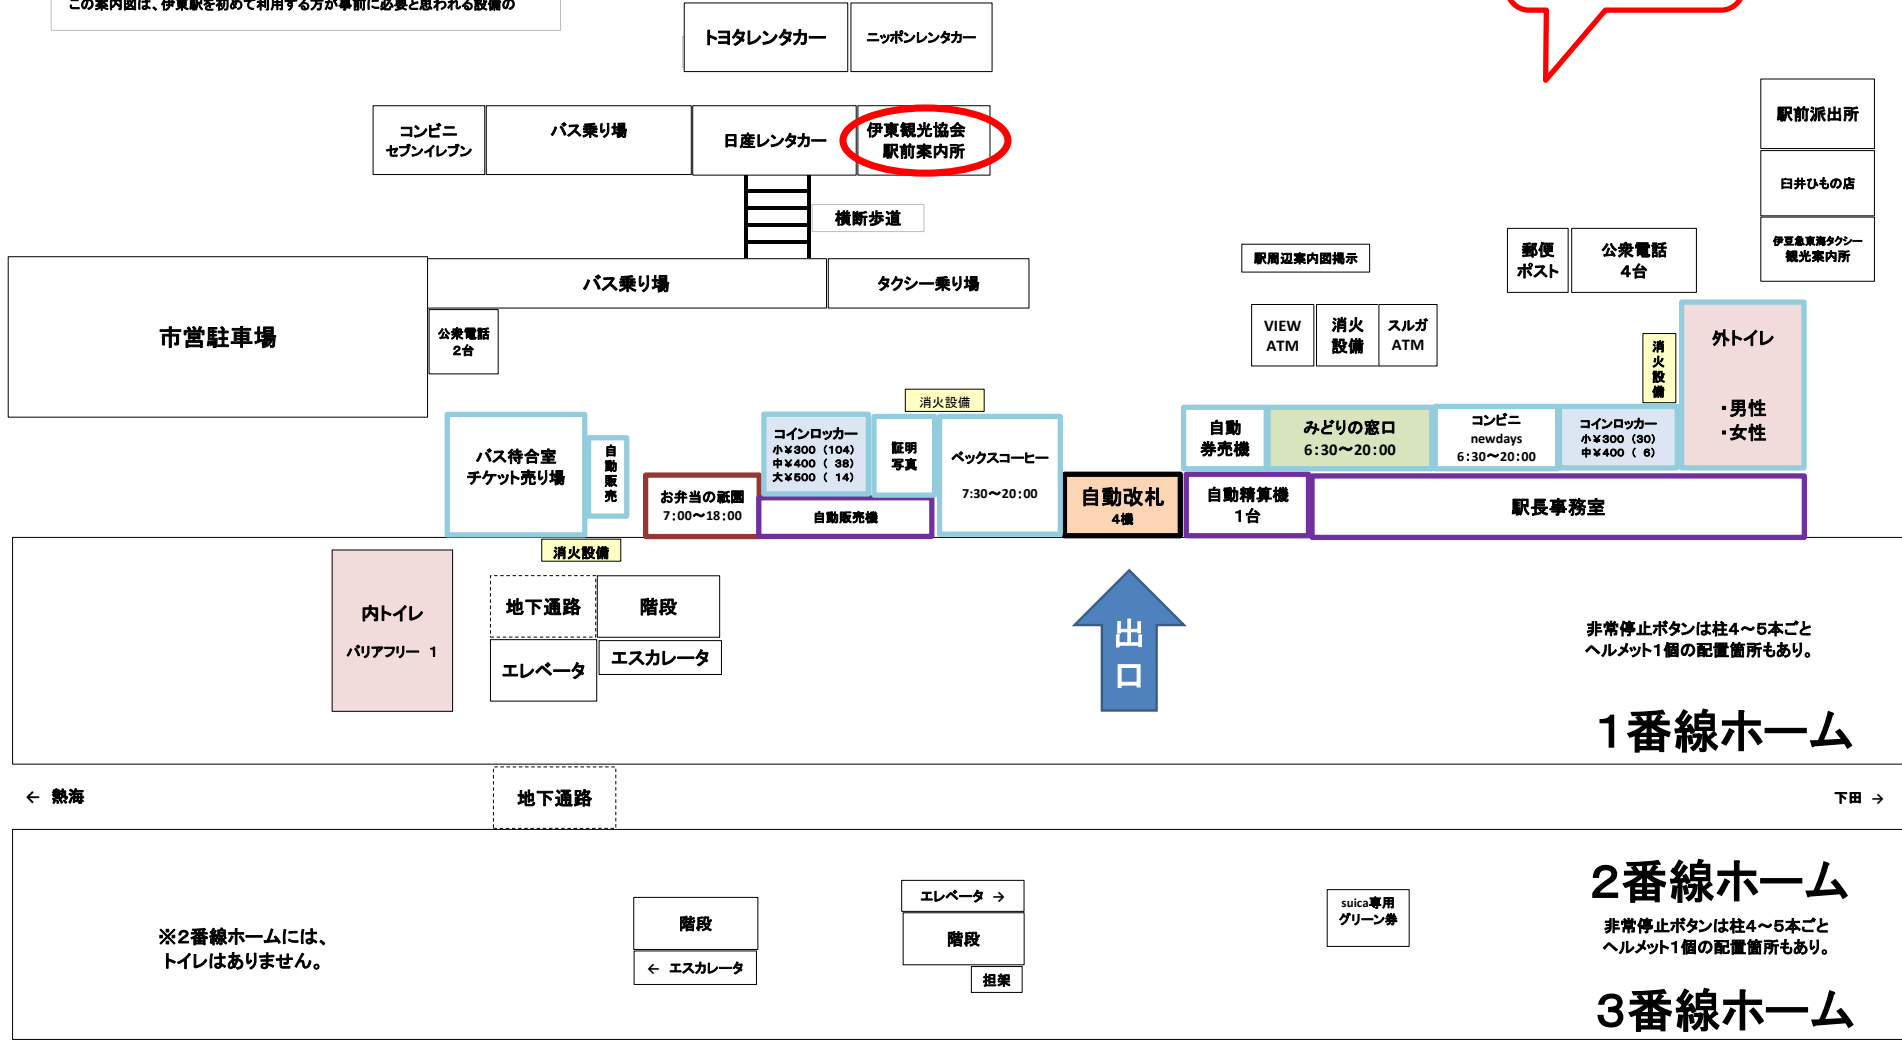 この案内図は、伊東駅を初めて利用する方が事前に必要と思われる設備の
トヨタレンタカー
ニッポンレンタカー
コンビニ
セブンイレブン
バス乗り場
日産レンタカー
伊東観光協会
駅前案内所
駅前派出所
臼井ひもの店
伊豆急東海タクシー
観光案内所
横断歩道
駅周辺案内図掲示
郵便
ポスト
公衆電話
4台
市営駐車場
バス乗り場
タクシー乗り場
公衆電話
2台
VIEW
ATM
消火
設備
スルガ
ATM
消火設備
外トイレ
・男性
・女性
消火設備
バス待合室
チケット売り場
自動販売
お弁当の祇園
7:00～18:00
コインロッカー
小¥300（104）
中¥400（ 38）
大¥600（ 14）
証明
写真
自動販売機
ベックスコーヒー
7:30～20:00
自動改札
4機
自動
券売機
みどりの窓口
6:30～20:00
コンビニ
newdays
6:30～20:00
コインロッカー
小¥300（30）
中¥400（ 6）
自動精算機
1台
駅長事務室
消火設備
内トイレ
バリアフリー 1
地下通路
階段
エレベータ
エスカレータ
出口
非常停止ボタンは柱4～5本ごと
ヘルメット1個の配置箇所もあり。
1番線ホーム
← 熱海
地下通路
下田 →
※2番線ホームには、
トイレはありません。
階段
← エスカレータ
エレベータ →
階段
担架
suica専用
グリーン券
2番線ホーム
非常停止ボタンは柱4～5本ごと
ヘルメット1個の配置箇所もあり。
3番線ホーム